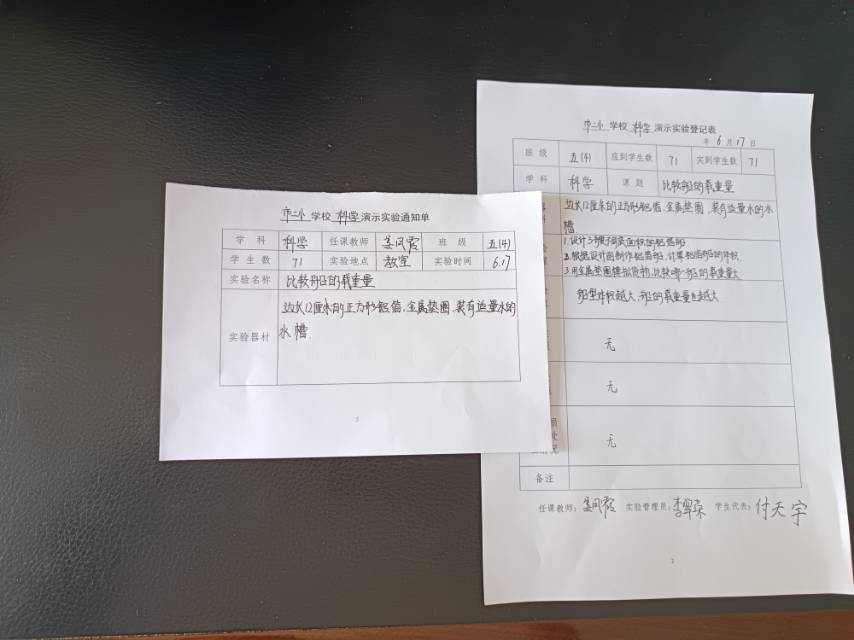 市二小 学校 科学 演示实验通知单
学 科 科学 任课教师 姜风霞 班 级 五(4)
学 生 数 71 实验地点 教室 实验时间 6.17
实验名称 比较船的载重量
实验器材 边长12厘米的正方形铝箔、金属垫圈、装有适量水的
水槽.
市二小 学校 科学 演示实验登记表
年 6 月 17 日
班 级 五(4) 应到学生数 71 实到学生数 71
学 科 科学 课 题 比较船的载重量
边长12厘米的正方形铝箔、金属垫圈、装有适量水的水
槽
1.设计3种不同底面积的铝箔船
2.根据设计图制作铝箔船,计算铝箔船的体积
3.用金属垫圈模拟货物,比较哪一船的载重量大
船型体积越大,船的载重量越大
无
无
无
备注
任课教师: 姜风霞 实验管理员: 学生代表: 付天宇